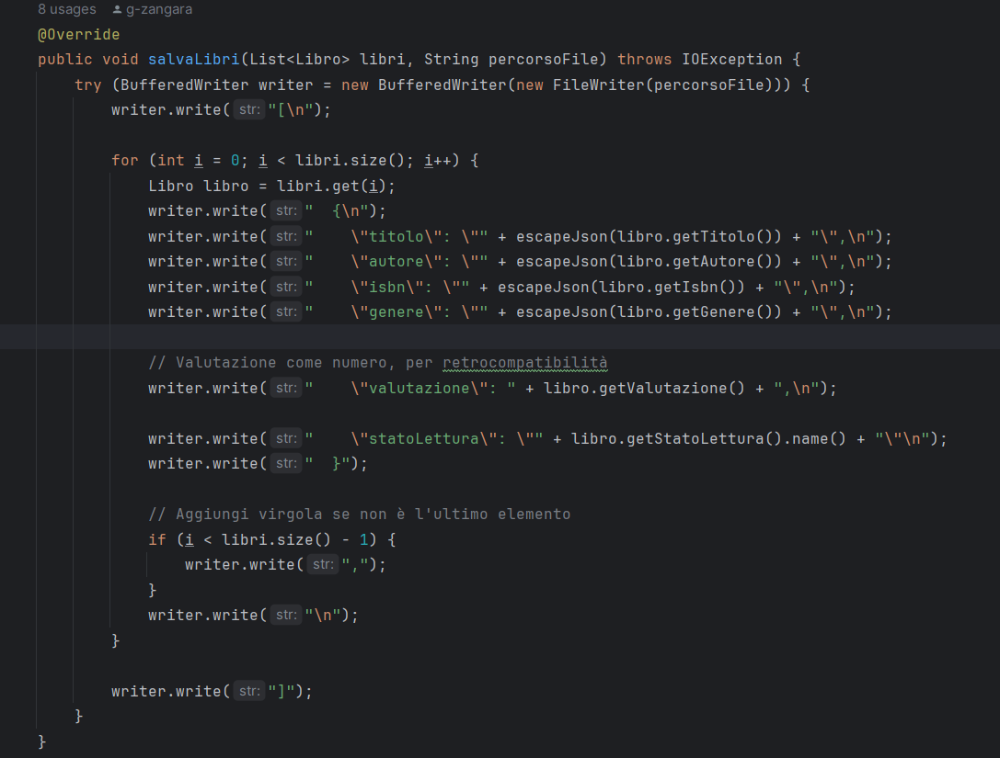 8 usages g-zangara
@Override
public void salvaLibri(List<Libro> libri, String percorsoFile) throws IOException {
    try (BufferedWriter writer = new BufferedWriter(new FileWriter(percorsoFile))) {
        writer.write( str: "[\n");

        for (int i = 0; i < libri.size(); i++) {
            Libro libro = libri.get(i);
            writer.write( str: "  {\n");
            writer.write( str: "    \"titolo\": \"" + escapeJson(libro.getTitolo()) + "\",\n");
            writer.write( str: "    \"autore\": \"" + escapeJson(libro.getAutore()) + "\",\n");
            writer.write( str: "    \"isbn\": \"" + escapeJson(libro.getIsbn()) + "\",\n");
            writer.write( str: "    \"genere\": \"" + escapeJson(libro.getGenere()) + "\",\n");

            // Valutazione come numero, per retrocompatibilità
            writer.write( str: "    \"valutazione\": " + libro.getValutazione() + ",\n");

            writer.write( str: "    \"statoLettura\": \"" + libro.getStatoLettura().name() + "\"\n");
            writer.write( str: "  }");

            // Aggiungi virgola se non è l'ultimo elemento
            if (i < libri.size() - 1) {
                writer.write( str: ",");
            }
            writer.write( str: "\n");
        }

        writer.write( str: "]");
    }
}